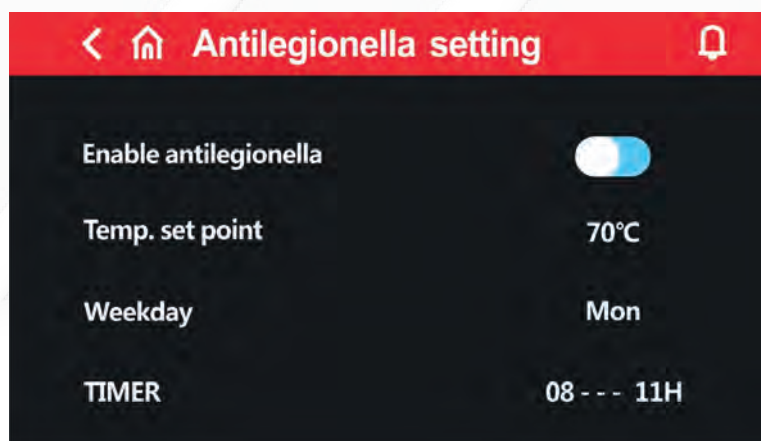 Antilegionella setting
Enable antilegionella
Temp. set point 70℃
Weekday Mon
TIMER 08 - - - 11H